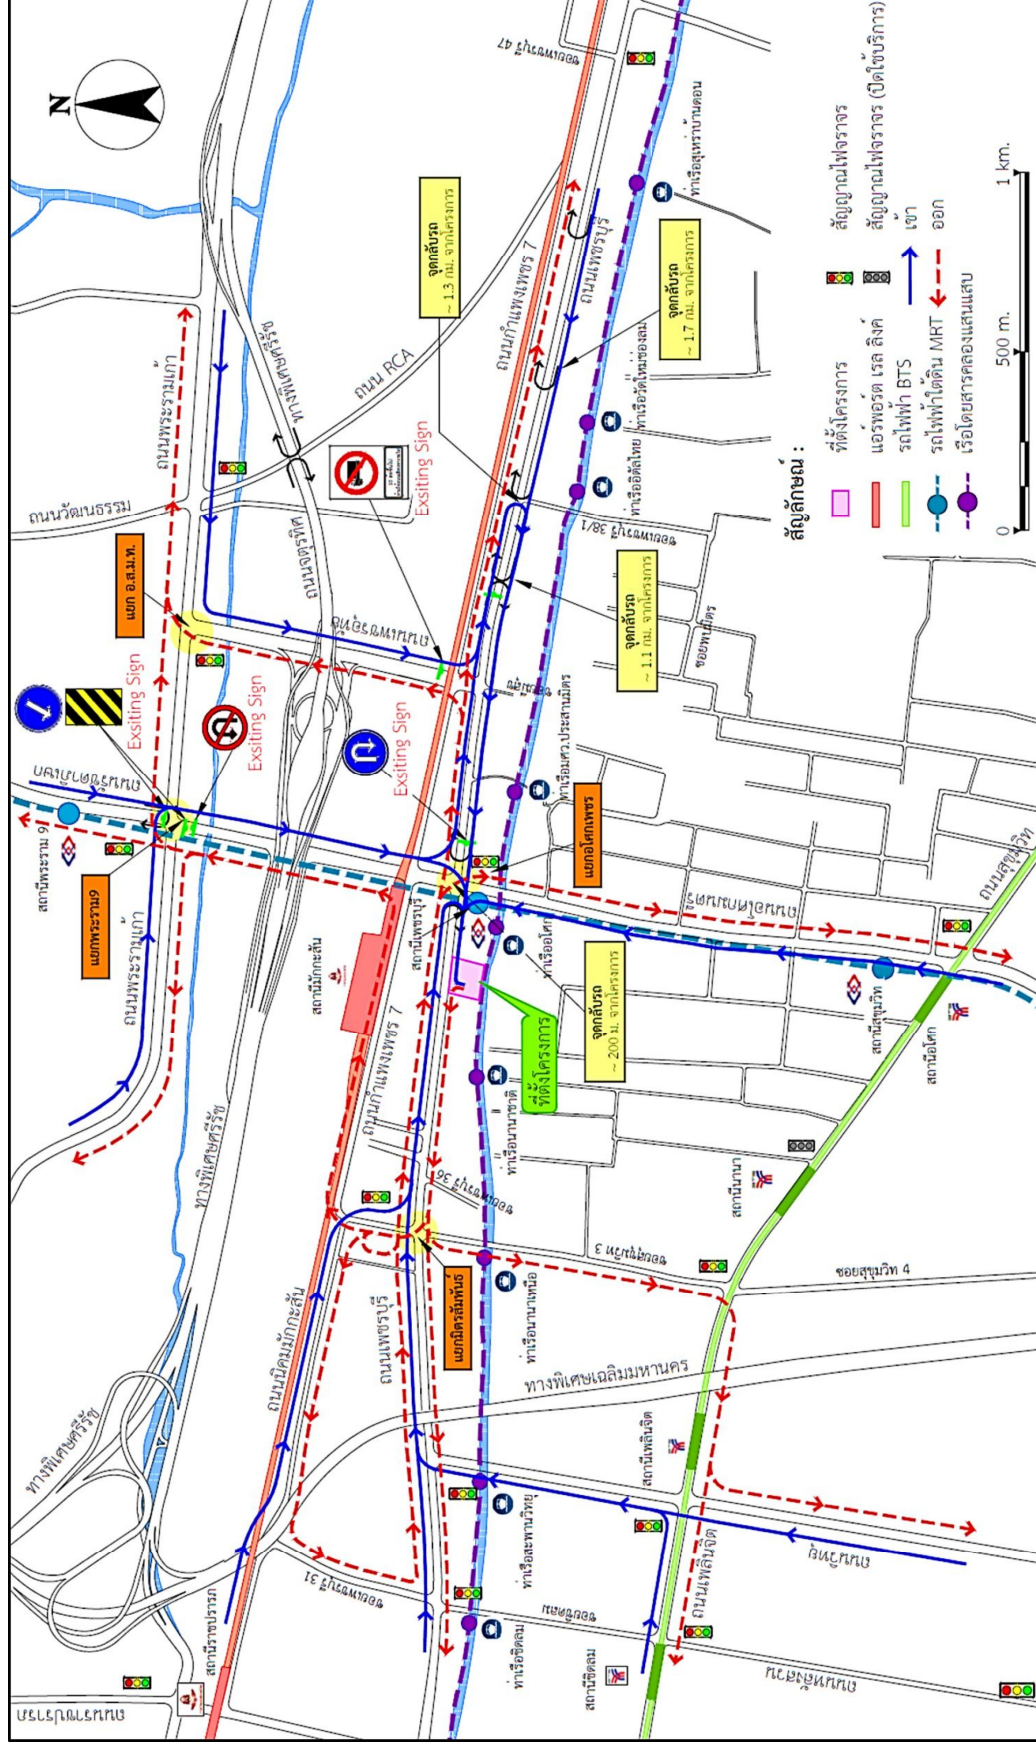 N
ถนนราชปรารภ
สถานีราชปรารภ
ทางพิเศษศรีรัช
ทางพิเศษศรีรัช
ถนนนิคมมักกะสัน
ซอยเพชรบุรี 31
ถนนเพชรบุรี
แยกมิตรสัมพันธ์
ถนนพระรามเก้า
แยกพระราม9
สถานีพระราม 9
ถนนรัชดาภิเษก
Exsiting Sign
Exsiting Sign
Exsiting Sign
แยก อ.ส.ม.ท.
ถนนวัฒนธรรม
ถนนพระรามเก้า
ถนนจตุรทิศ
ทางพิเศษศรีรัช
ถนน RCA
ถนนเพชรอุทัย
Exsiting Sign
จุดกลับรถ
~ 1.3 กม. จากโครงการ
ถนนกำแพงเพชร 7
ซอยเพชรบุรี 47
ถนนเพชรบุรี
สถานีมักกะสัน
ถนนกำแพงเพชร 7
สถานีเพชรบุรี
ซอยเพชรบุรี 36
ที่ตั้งโครงการ
จุดกลับรถ
~ 200 ม. จากโครงการ
แยกอโศกเพชร
จุดกลับรถ
~ 1.1 กม. จากโครงการ
จุดกลับรถ
~ 1.7 กม. จากโครงการ
ท่าเรือชิดลม
ท่าเรือสะพานวิทยุ
ท่าเรือนานาเหนือ
ท่าเรือนานาชาติ
ท่าเรืออโศก
ท่าเรือมศว.ประสานมิตร
ท่าเรืออิตัลไทย
ท่าเรือวัดใหม่ช่องลม
ท่าเรือสุเหร่าบ้านดอน
ซอยเพชรบุรี 38/1
ซอยพบมิตร
ถนนอโศกมนตรี
ถนนสุขุมวิท
สถานีสุขุมวิท
สถานีอโศก
สถานีนานา
ซอยสุขุมวิท 3
ซอยสุขุมวิท 4
ทางพิเศษเฉลิมมหานคร
สถานีเพลินจิต
ถนนเพลินจิต
ถนนวิทยุ
ซอยชิดลม
สถานีชิดลม
ถนนหลังสวน
สัญลักษณ์ :
ที่ตั้งโครงการ
แอร์พอร์ต เรล ลิงค์
รถไฟฟ้า BTS
รถไฟฟ้าใต้ดิน MRT
เรือโดยสารคลองแสนแสบ
สัญญาณไฟจราจร
สัญญาณไฟจราจร (ปิดใช้บริการ)
เข้า
ออก
0
500 m.
1 km.